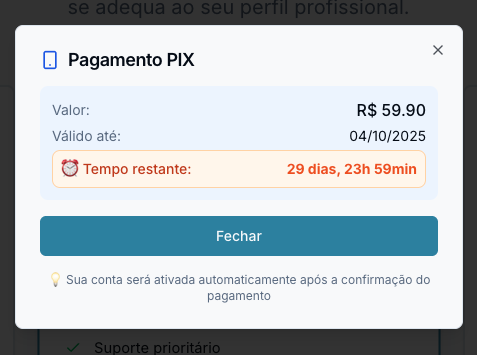 se adequa ao seu perfil profissional.
Pagamento PIX
Valor: R$ 59.90
Válido até: 04/10/2025
Tempo restante: 29 dias, 23h 59min
Fechar
Sua conta será ativada automaticamente após a confirmação do
pagamento
Suporte prioritário